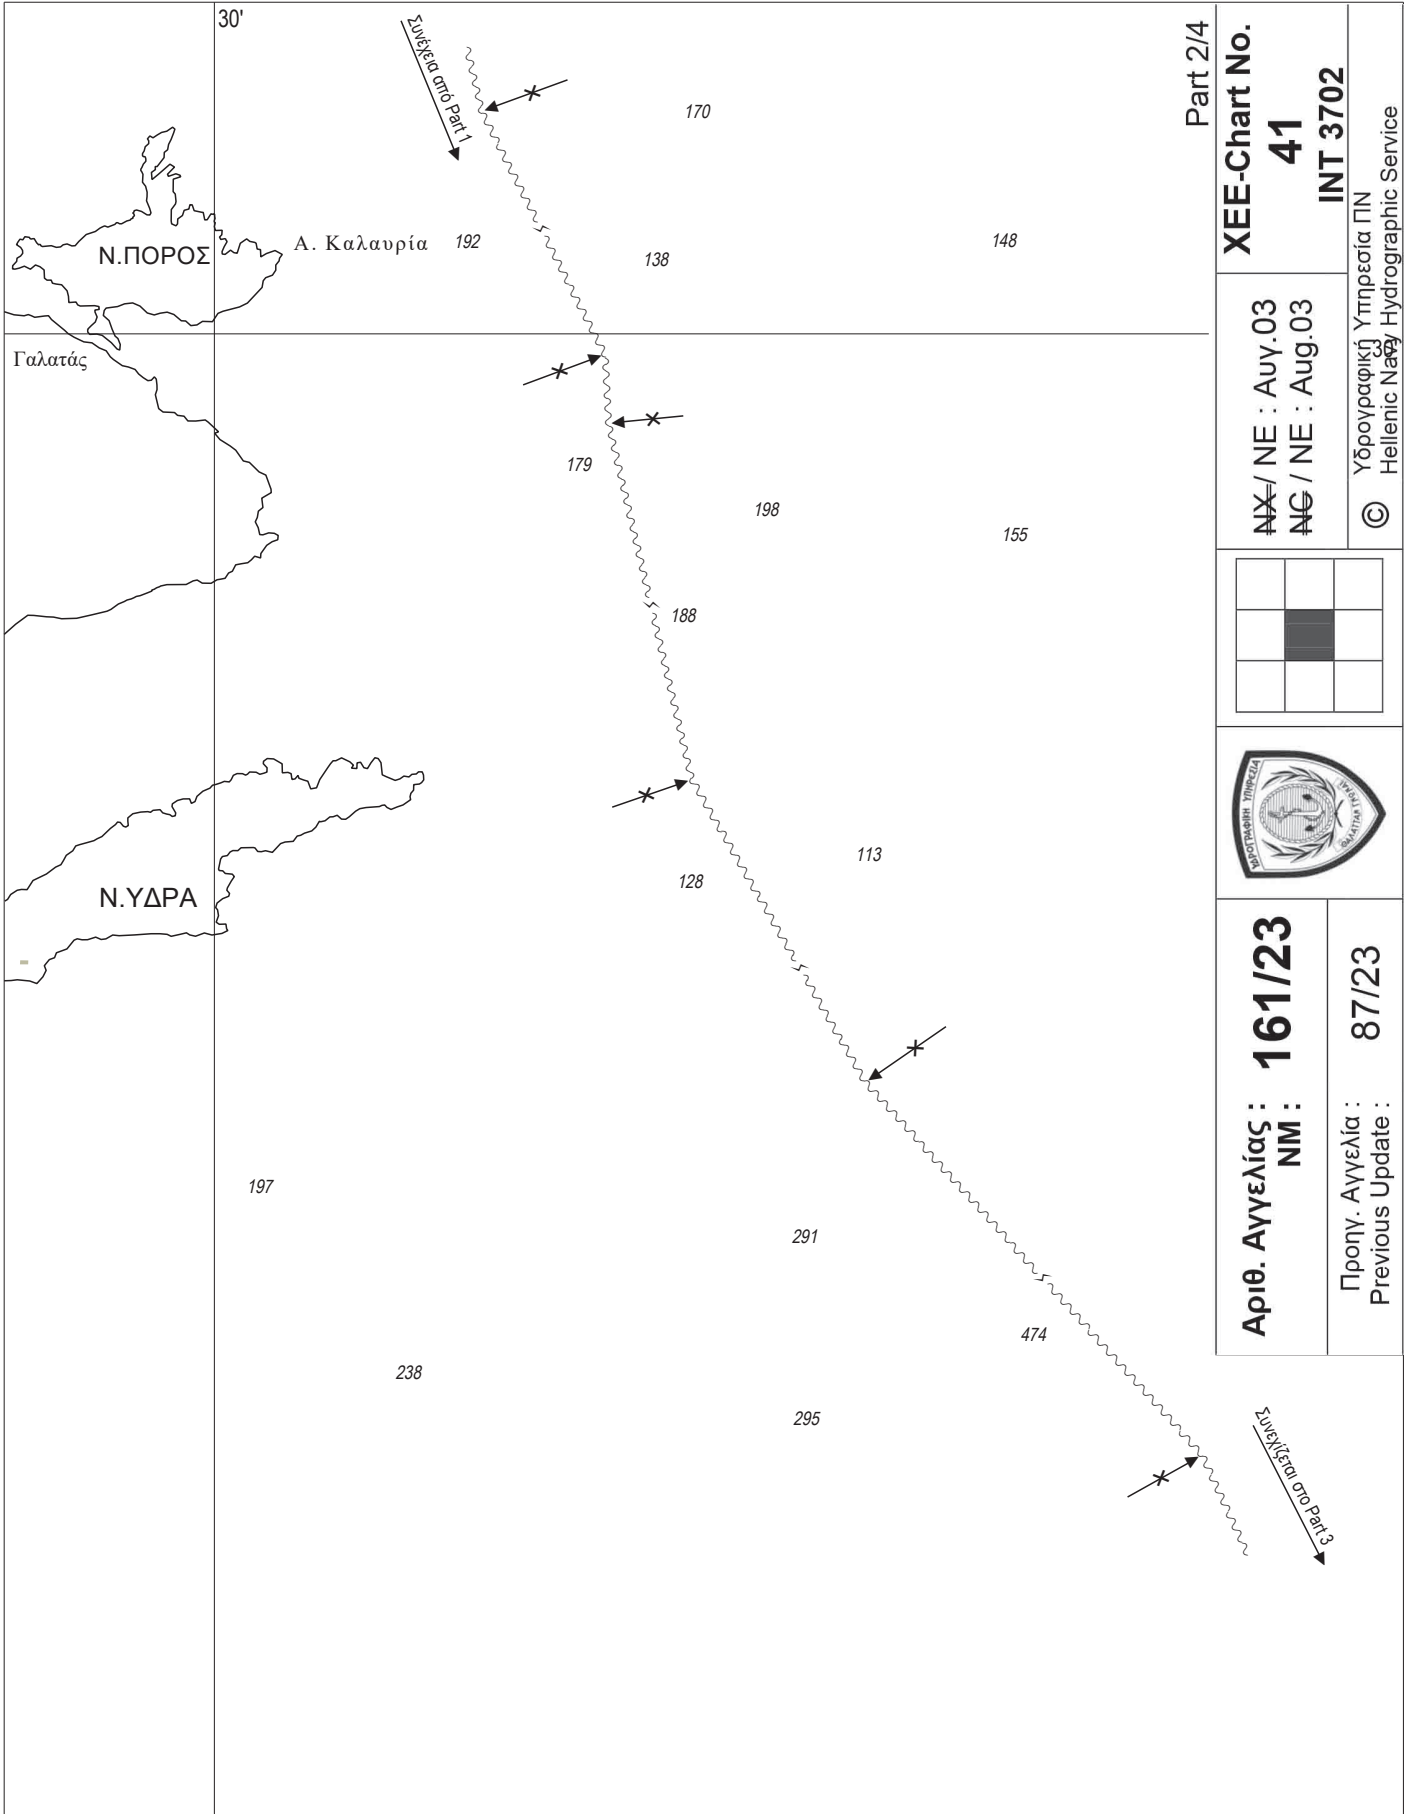 30'
Συνέχεια από Part 1
170
Ν.ΠΟΡΟΣ
Α. Καλαυρία
192
138
148
Γαλατάς
179
198
155
188
113
128
Ν.ΥΔΡΑ
197
291
474
238
295
Συνεχίζεται στο Part 3
Part 2/4
ΧΕΕ-Chart No.
41
INT 3702
ΝΧ / ΝΕ : Αυγ.03
NC / NE : Aug.03
© Υδρογραφική Υπηρεσία ΠΝ
Hellenic Navy Hydrographic Service
30'
ΥΔΡΟΓΡΑΦΙΚΗ ΥΠΗΡΕΣΙΑ
Αριθ. Αγγελίας : 161/23
NM :
Προηγ. Αγγελία : 87/23
Previous Update :